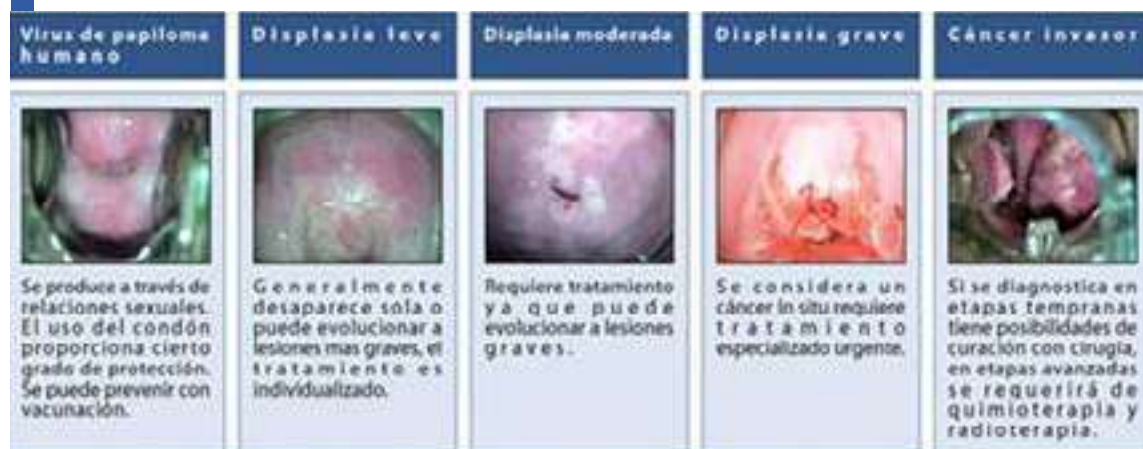 Virus de papiloma
humano
Se produce a través de
relaciones sexuales.
El uso del condón
proporciona cierto
grado de protección.
Se puede prevenir con
vacunación.
Displasia leve
Generalmente
desaparece sola o
puede evolucionar a
lesiones mas graves, el
tratamiento es
individualizado.
Displasia moderada
Requiere tratamiento
ya que puede
evolucionar a lesiones
graves.
Displasia grave
Se considera un
cáncer in situ requiere
tratamiento
especializado urgente.
Cáncer invasor
Si se diagnostica en
etapas tempranas
tiene posibilidades de
curación con cirugía,
en etapas avanzadas
se requerirá de
quimioterapia y
radioterapia.